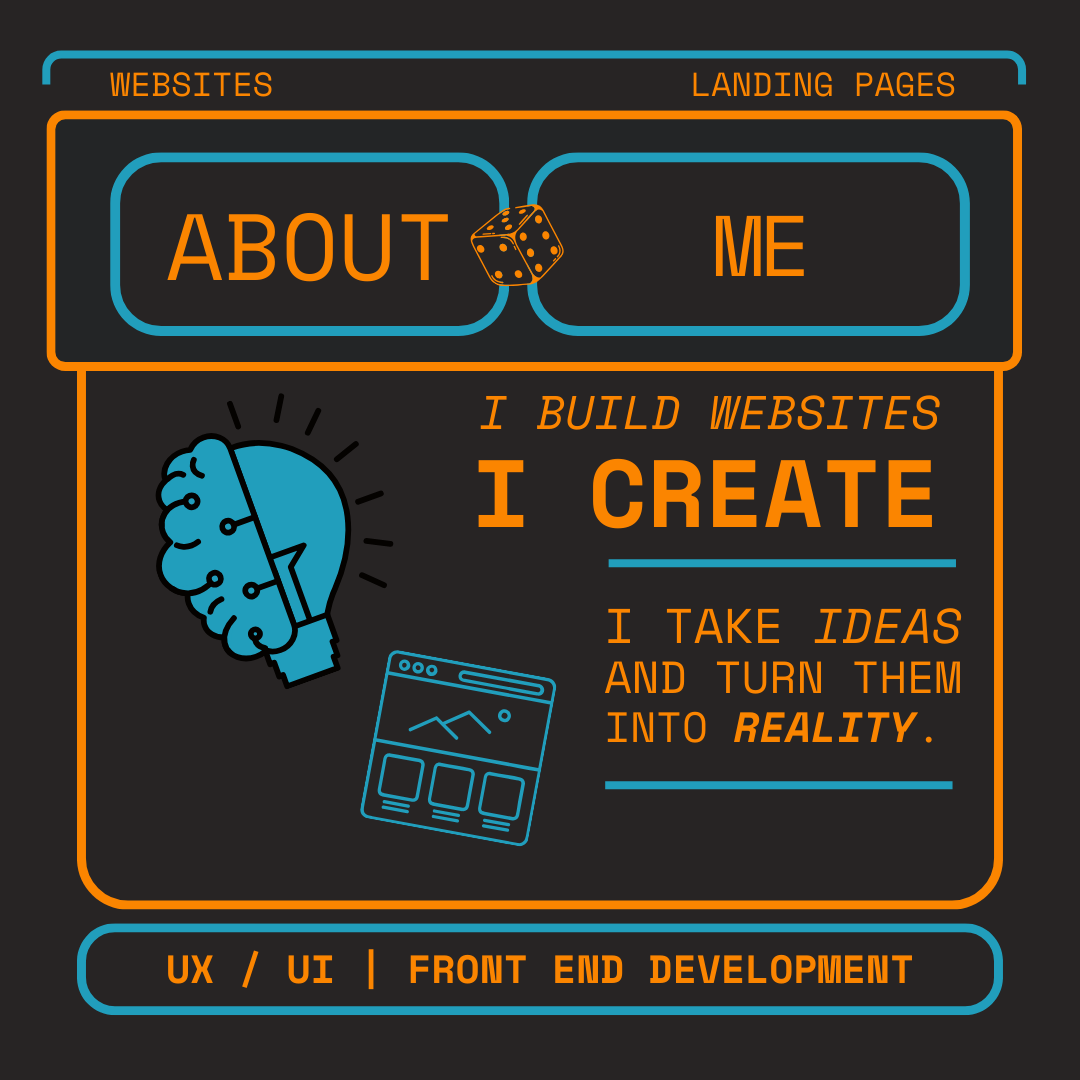 WEBSITES
LANDING PAGES
ABOUT
ME
I BUILD WEBSITES
I CREATE
I TAKE IDEAS
AND TURN THEM
INTO REALITY.
UX / UI | FRONT END DEVELOPMENT